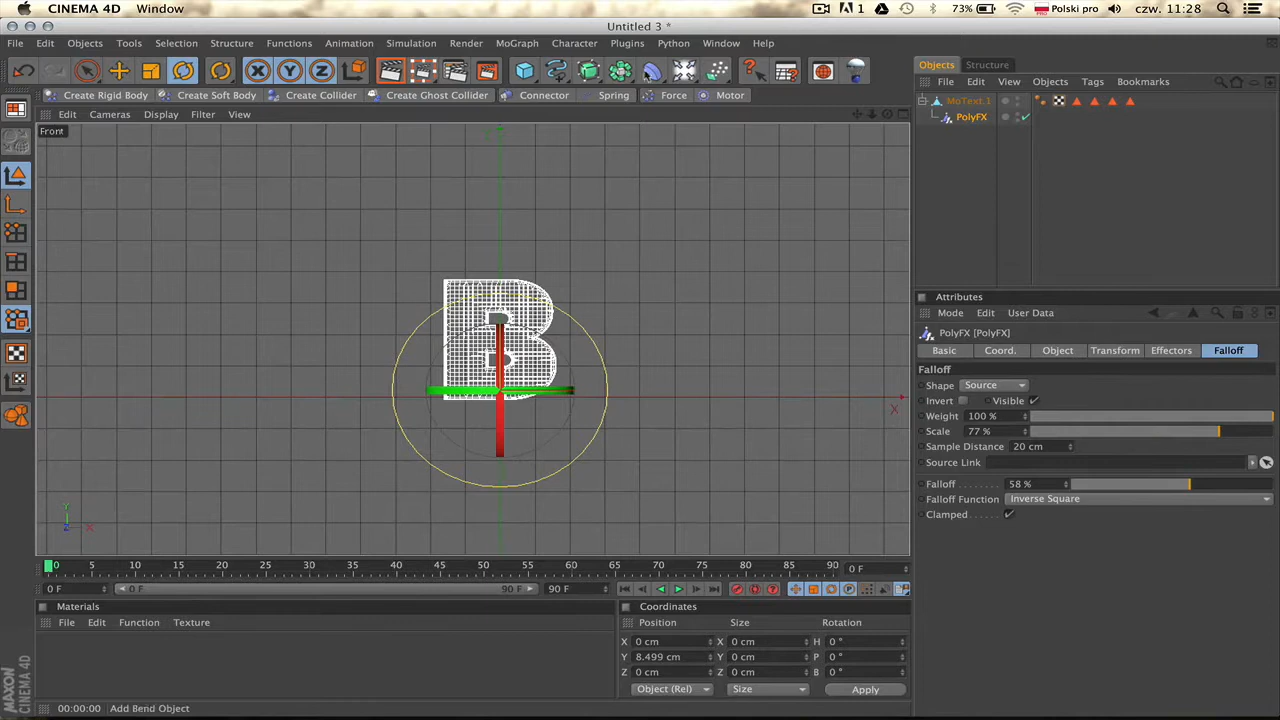 CINEMA 4D Window 1 73% Polski pro czw. 11:28
Untitled 3 *
File Edit Objects Tools Selection Structure Functions Animation Simulation Render MoGraph Character Plugins Python Window Help
Objects Structure
File Edit View Objects Tags Bookmarks
Create Rigid Body Create Soft Body Create Collider Create Ghost Collider Connector Spring Force Motor
MoText.1
Edit Cameras Display Filter View
PolyFX
Front
Y
X
Y
Z X
Attributes
Mode Edit User Data
PolyFX [PolyFX]
Basic Coord. Object Transform Effectors Falloff
Falloff
Shape Source
Invert Visible
Weight 100 %
Scale 77 %
Sample Distance 20 cm
Source Link
Falloff 58 %
Falloff Function Inverse Square
Clamped
0 5 10 15 20 25 30 35 40 45 50 55 60 65 70 75 80 85 90 0 F
0 F 0 F 90 F 90 F
Materials
File Edit Function Texture
Coordinates
Position Size Rotation
X 0 cm X 0 cm H 0 °
Y 8.499 cm Y 0 cm P 0 °
Z 0 cm Z 0 cm B 0 °
Object (Rel) Size Apply
00:00:00 Add Bend Object
MAXON
CINEMA 4D
B